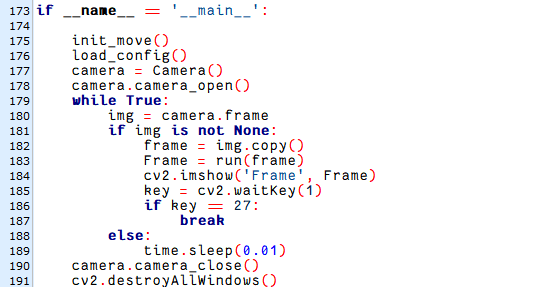 173 if __name__ == '__main__':
174
175     init_move()
176     load_config()
177     camera = Camera()
178     camera.camera_open()
179     while True:
180         img = camera.frame
181         if img is not None:
182             frame = img.copy()
183             Frame = run(frame)
184             cv2.imshow('Frame', Frame)
185             key = cv2.waitKey(1)
186             if key == 27:
187                 break
188         else:
189             time.sleep(0.01)
190     camera.camera_close()
191     cv2.destroyAllWindows()